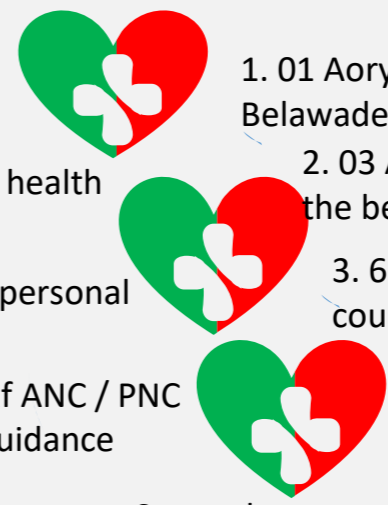 1. 01 Aory
Belawade
health
2. 03
the be
personal
3. 6
cou
f ANC / PNC
uidance